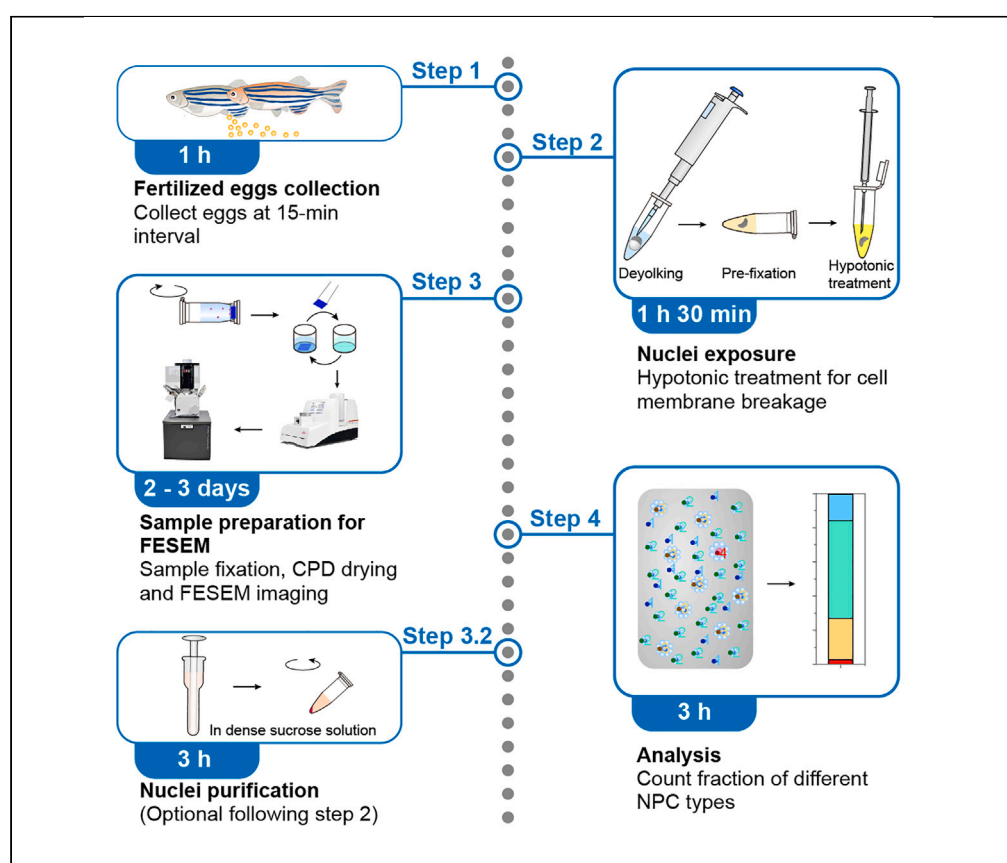 Step 1
1 h
Fertilized eggs collection
Collect eggs at 15-min
interval
Step 2
Deyolking
Pre-fixation
Hypotonic
treatment
1 h 30 min
Nuclei exposure
Hypotonic treatment for cell
membrane breakage
Step 3
2 - 3 days
Sample preparation for
FESEM
Sample fixation, CPD drying
and FESEM imaging
Step 3.2
In dense sucrose solution
3 h
Nuclei purification
(Optional following step 2)
Step 4
4
3 h
Analysis
Count fraction of different
NPC types